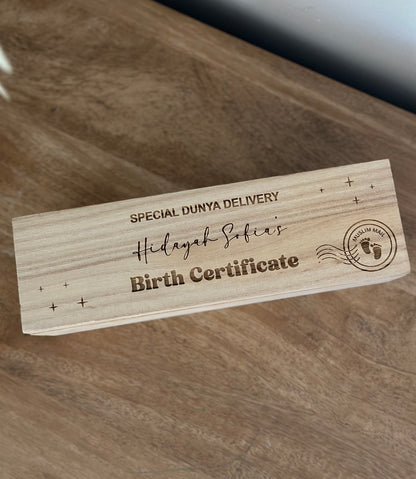 SPECIAL DUNYA DELIVERY
Hidayah Sofia's
Birth Certificate
MUSLIM MAIL